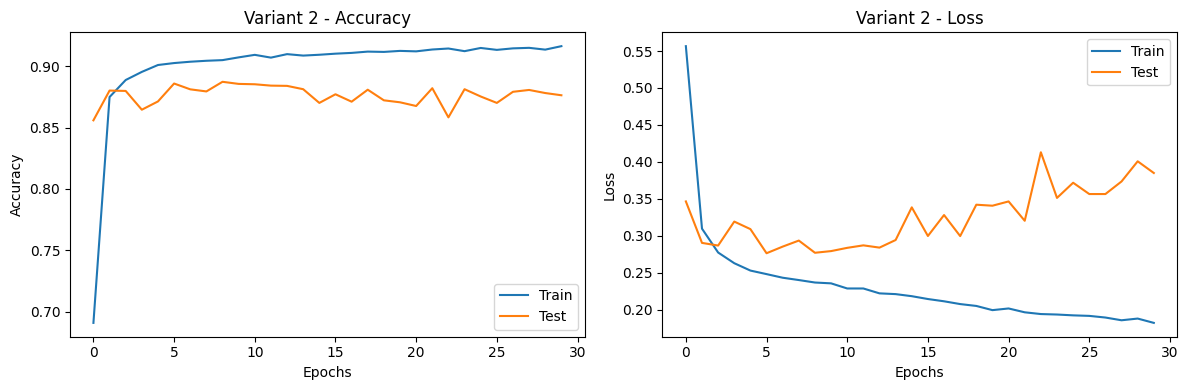 Variant 2 - Accuracy
Accuracy
0.90
0.85
0.80
0.75
0.70
0 5 10 15 20 25 30
Epochs
Train
Test
Variant 2 - Loss
Loss
0.55
0.50
0.45
0.40
0.35
0.30
0.25
0.20
0 5 10 15 20 25 30
Epochs
Train
Test